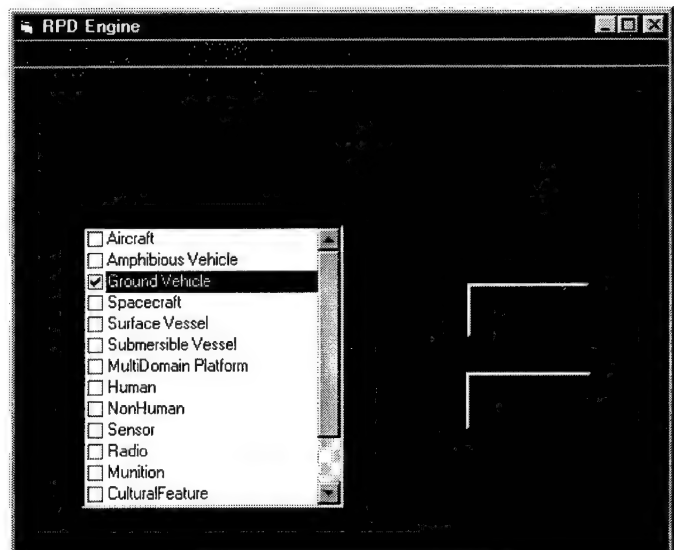 RPD Engine
Aircraft
Amphibious Vehicle
Ground Vehicle
Spacecraft
Surface Vessel
Submersible Vessel
MultiDomain Platform
Human
NonHuman
Sensor
Radio
Munition
CulturalFeature